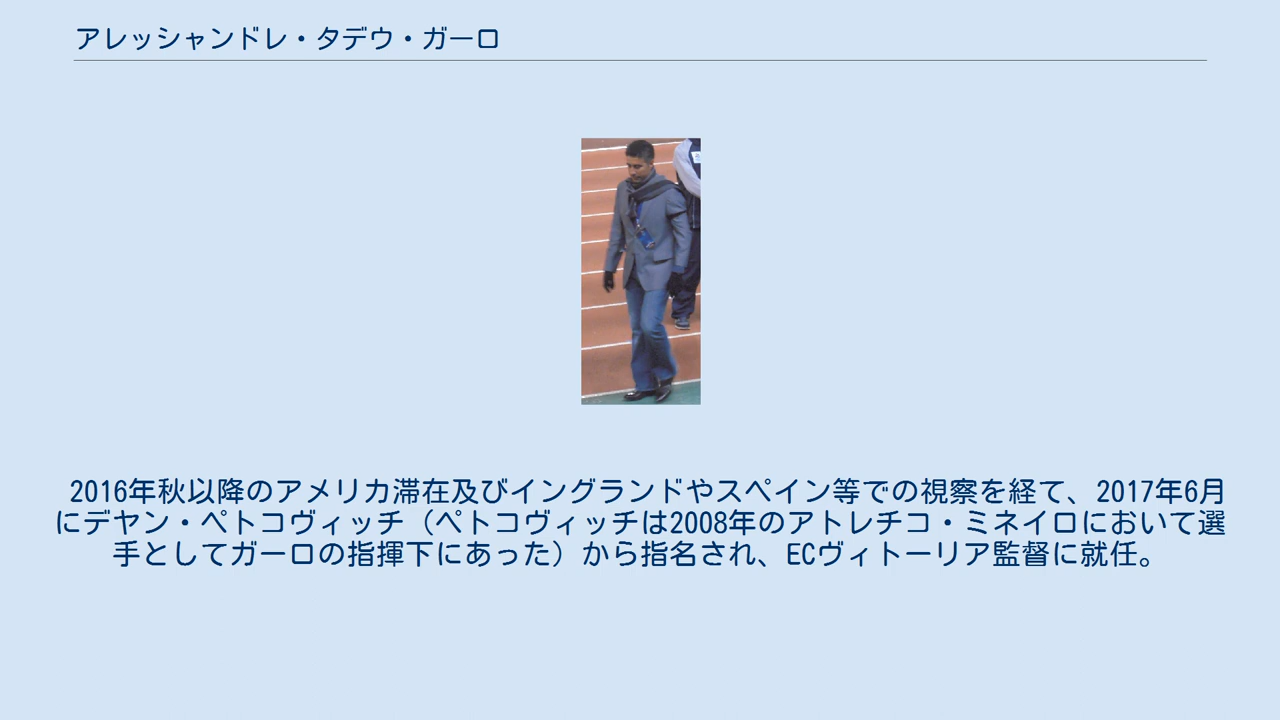 アレッシャンドレ・タデウ・ガーロ
2016年秋以降のアメリカ滞在及びイングランドやスペイン等での視察を経て、2017年6月
にデヤン・ペトコヴィッチ（ペトコヴィッチは2008年のアトレチコ・ミネイロにおいて選
手としてガーロの指揮下にあった）から指名され、ECヴィトーリア監督に就任。